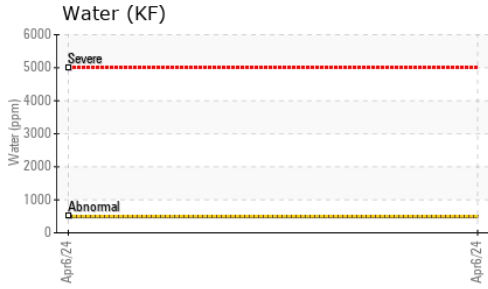 Water (KF)
6000
5000
4000
3000
2000
1000
0
Water (ppm)
Severe
Abnormal
Apr6/24
Apr6/24